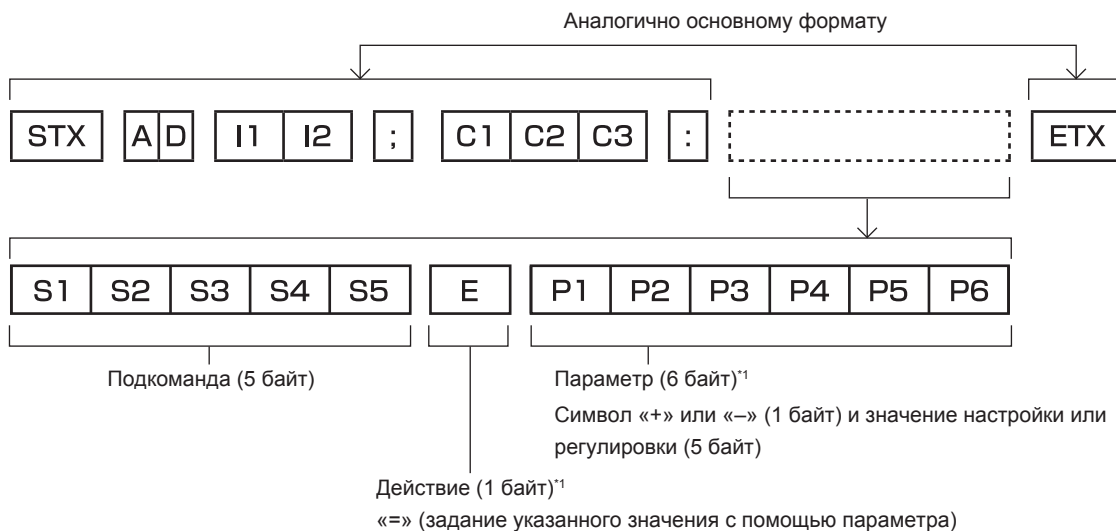 Аналогично основному формату
STX A D I1 I2 ; C1 C2 C3 : ETX
S1 S2 S3 S4 S5 E P1 P2 P3 P4 P5 P6
Подкоманда (5 байт)
Параметр (6 байт)*1
Символ «+» или «–» (1 байт) и значение настройки или
регулировки (5 байт)
Действие (1 байт)*1
«=» (задание указанного значения с помощью параметра)